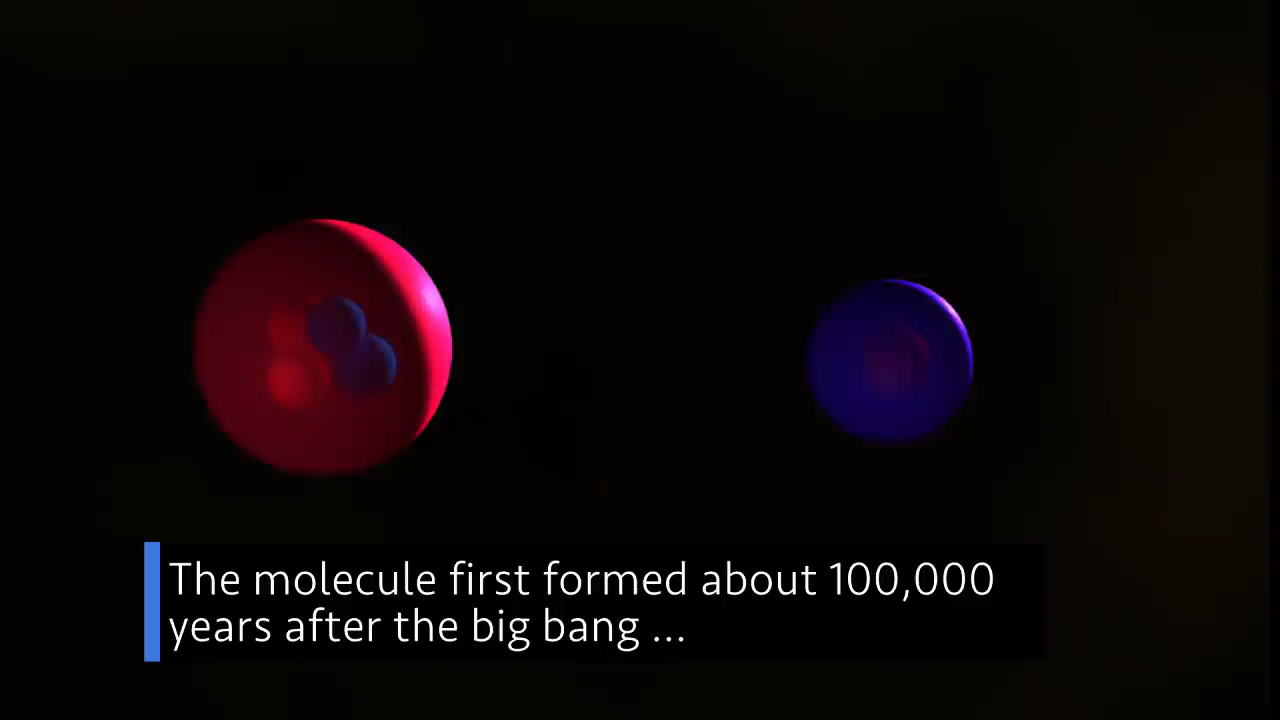 The molecule first formed about 100,000
years after the big bang ...